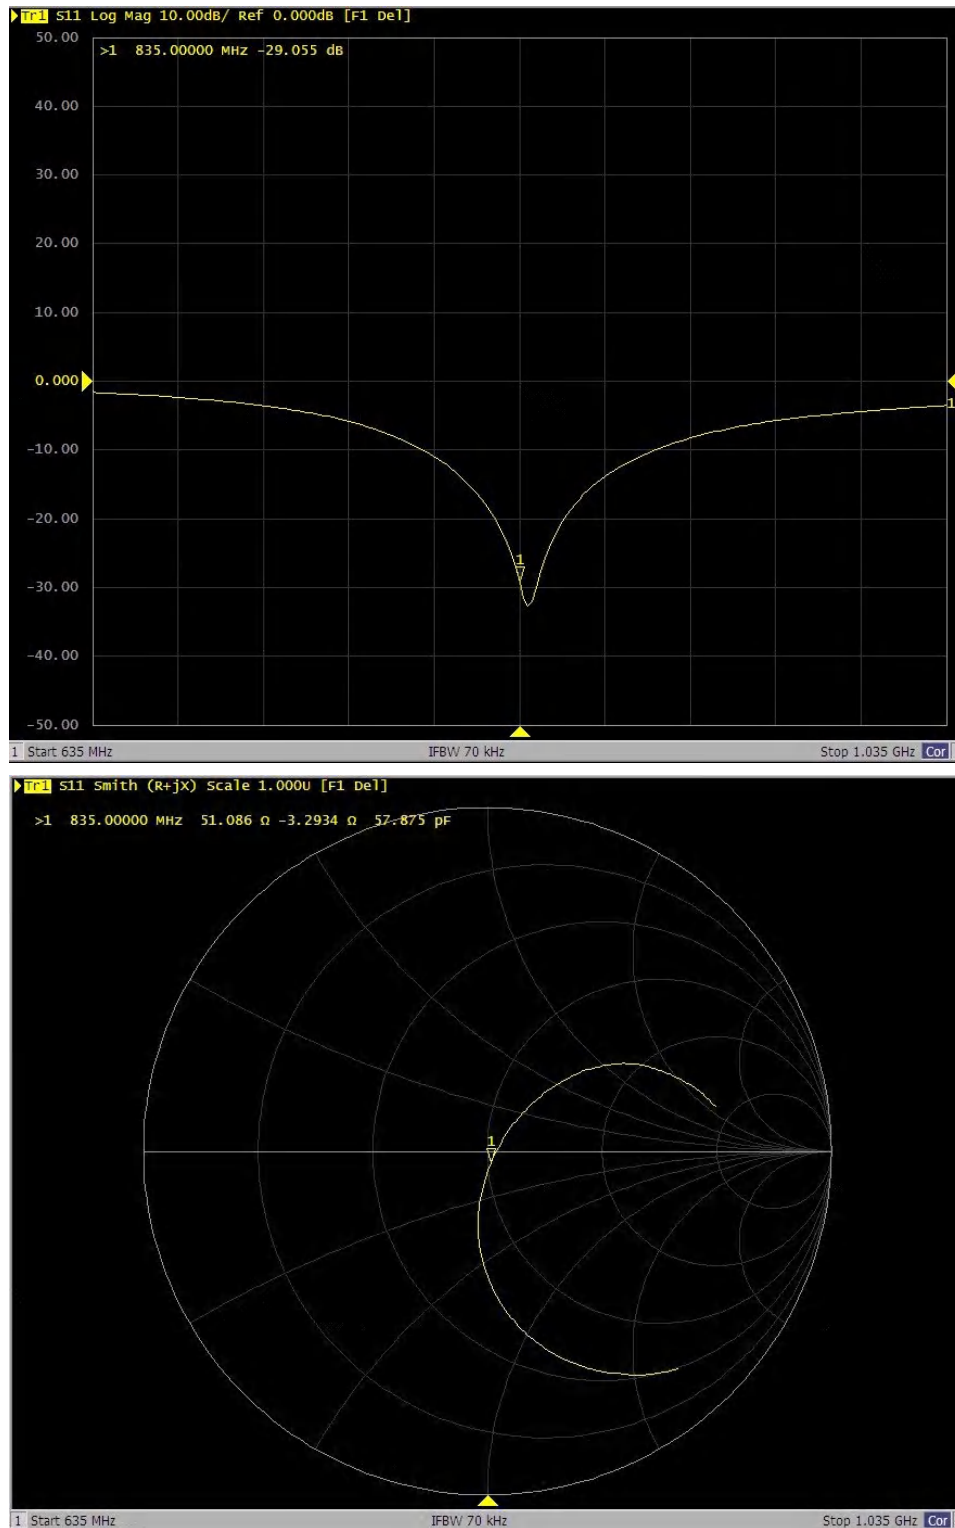 Tr1 S11 Log Mag 10.00dB/ Ref 0.000dB [F1 Del]
50.00
>1 835.00000 MHz -29.055 dB
40.00
30.00
20.00
10.00
0.000
1
-10.00
-20.00
1
-30.00
-40.00
-50.00
1 Start 635 MHz IFBW 70 kHz Stop 1.035 GHz Cor
Tr1 S11 Smith (R+jX) Scale 1.000U [F1 Del]
>1 835.00000 MHz 51.086 Ω -3.2934 Ω 57.875 pF
1
1 Start 635 MHz IFBW 70 kHz Stop 1.035 GHz Cor